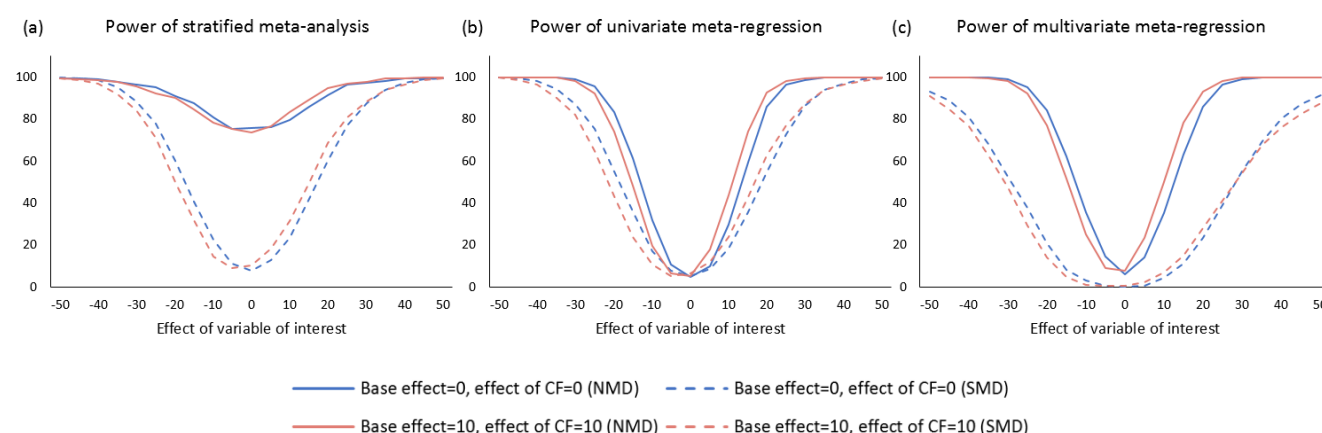 (a) Power of stratified meta-analysis (b) Power of univariate meta-regression (c) Power of multivariate meta-regression
100 100 100
80 80 80
60 60 60
40 40 40
20 20 20
0 0 0
-50 -40 -30 -20 -10 0 10 20 30 40 50 -50 -40 -30 -20 -10 0 10 20 30 40 50 -50 -40 -30 -20 -10 0 10 20 30 40 50
Effect of variable of interest Effect of variable of interest Effect of variable of interest
Base effect=0, effect of CF=0 (NMD) Base effect=0, effect of CF=0 (SMD)
Base effect=10, effect of CF=10 (NMD) Base effect=10, effect of CF=10 (SMD)